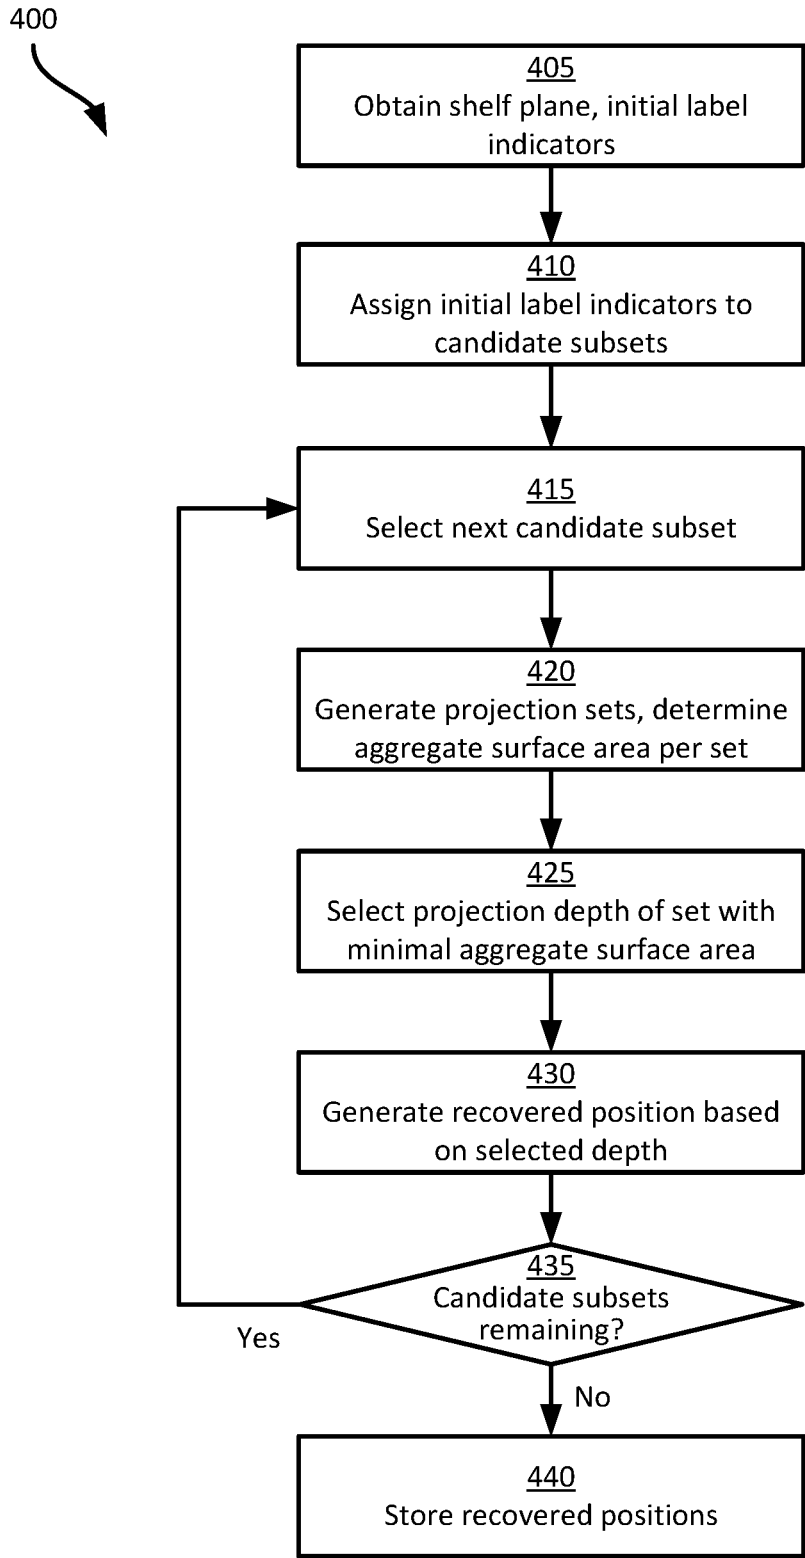 400
405
Obtain shelf plane, initial label
indicators
410
Assign initial label indicators to
candidate subsets
415
Select next candidate subset
420
Generate projection sets, determine
aggregate surface area per set
425
Select projection depth of set with
minimal aggregate surface area
430
Generate recovered position based
on selected depth
435
Candidate subsets
remaining?
Yes
No
440
Store recovered positions